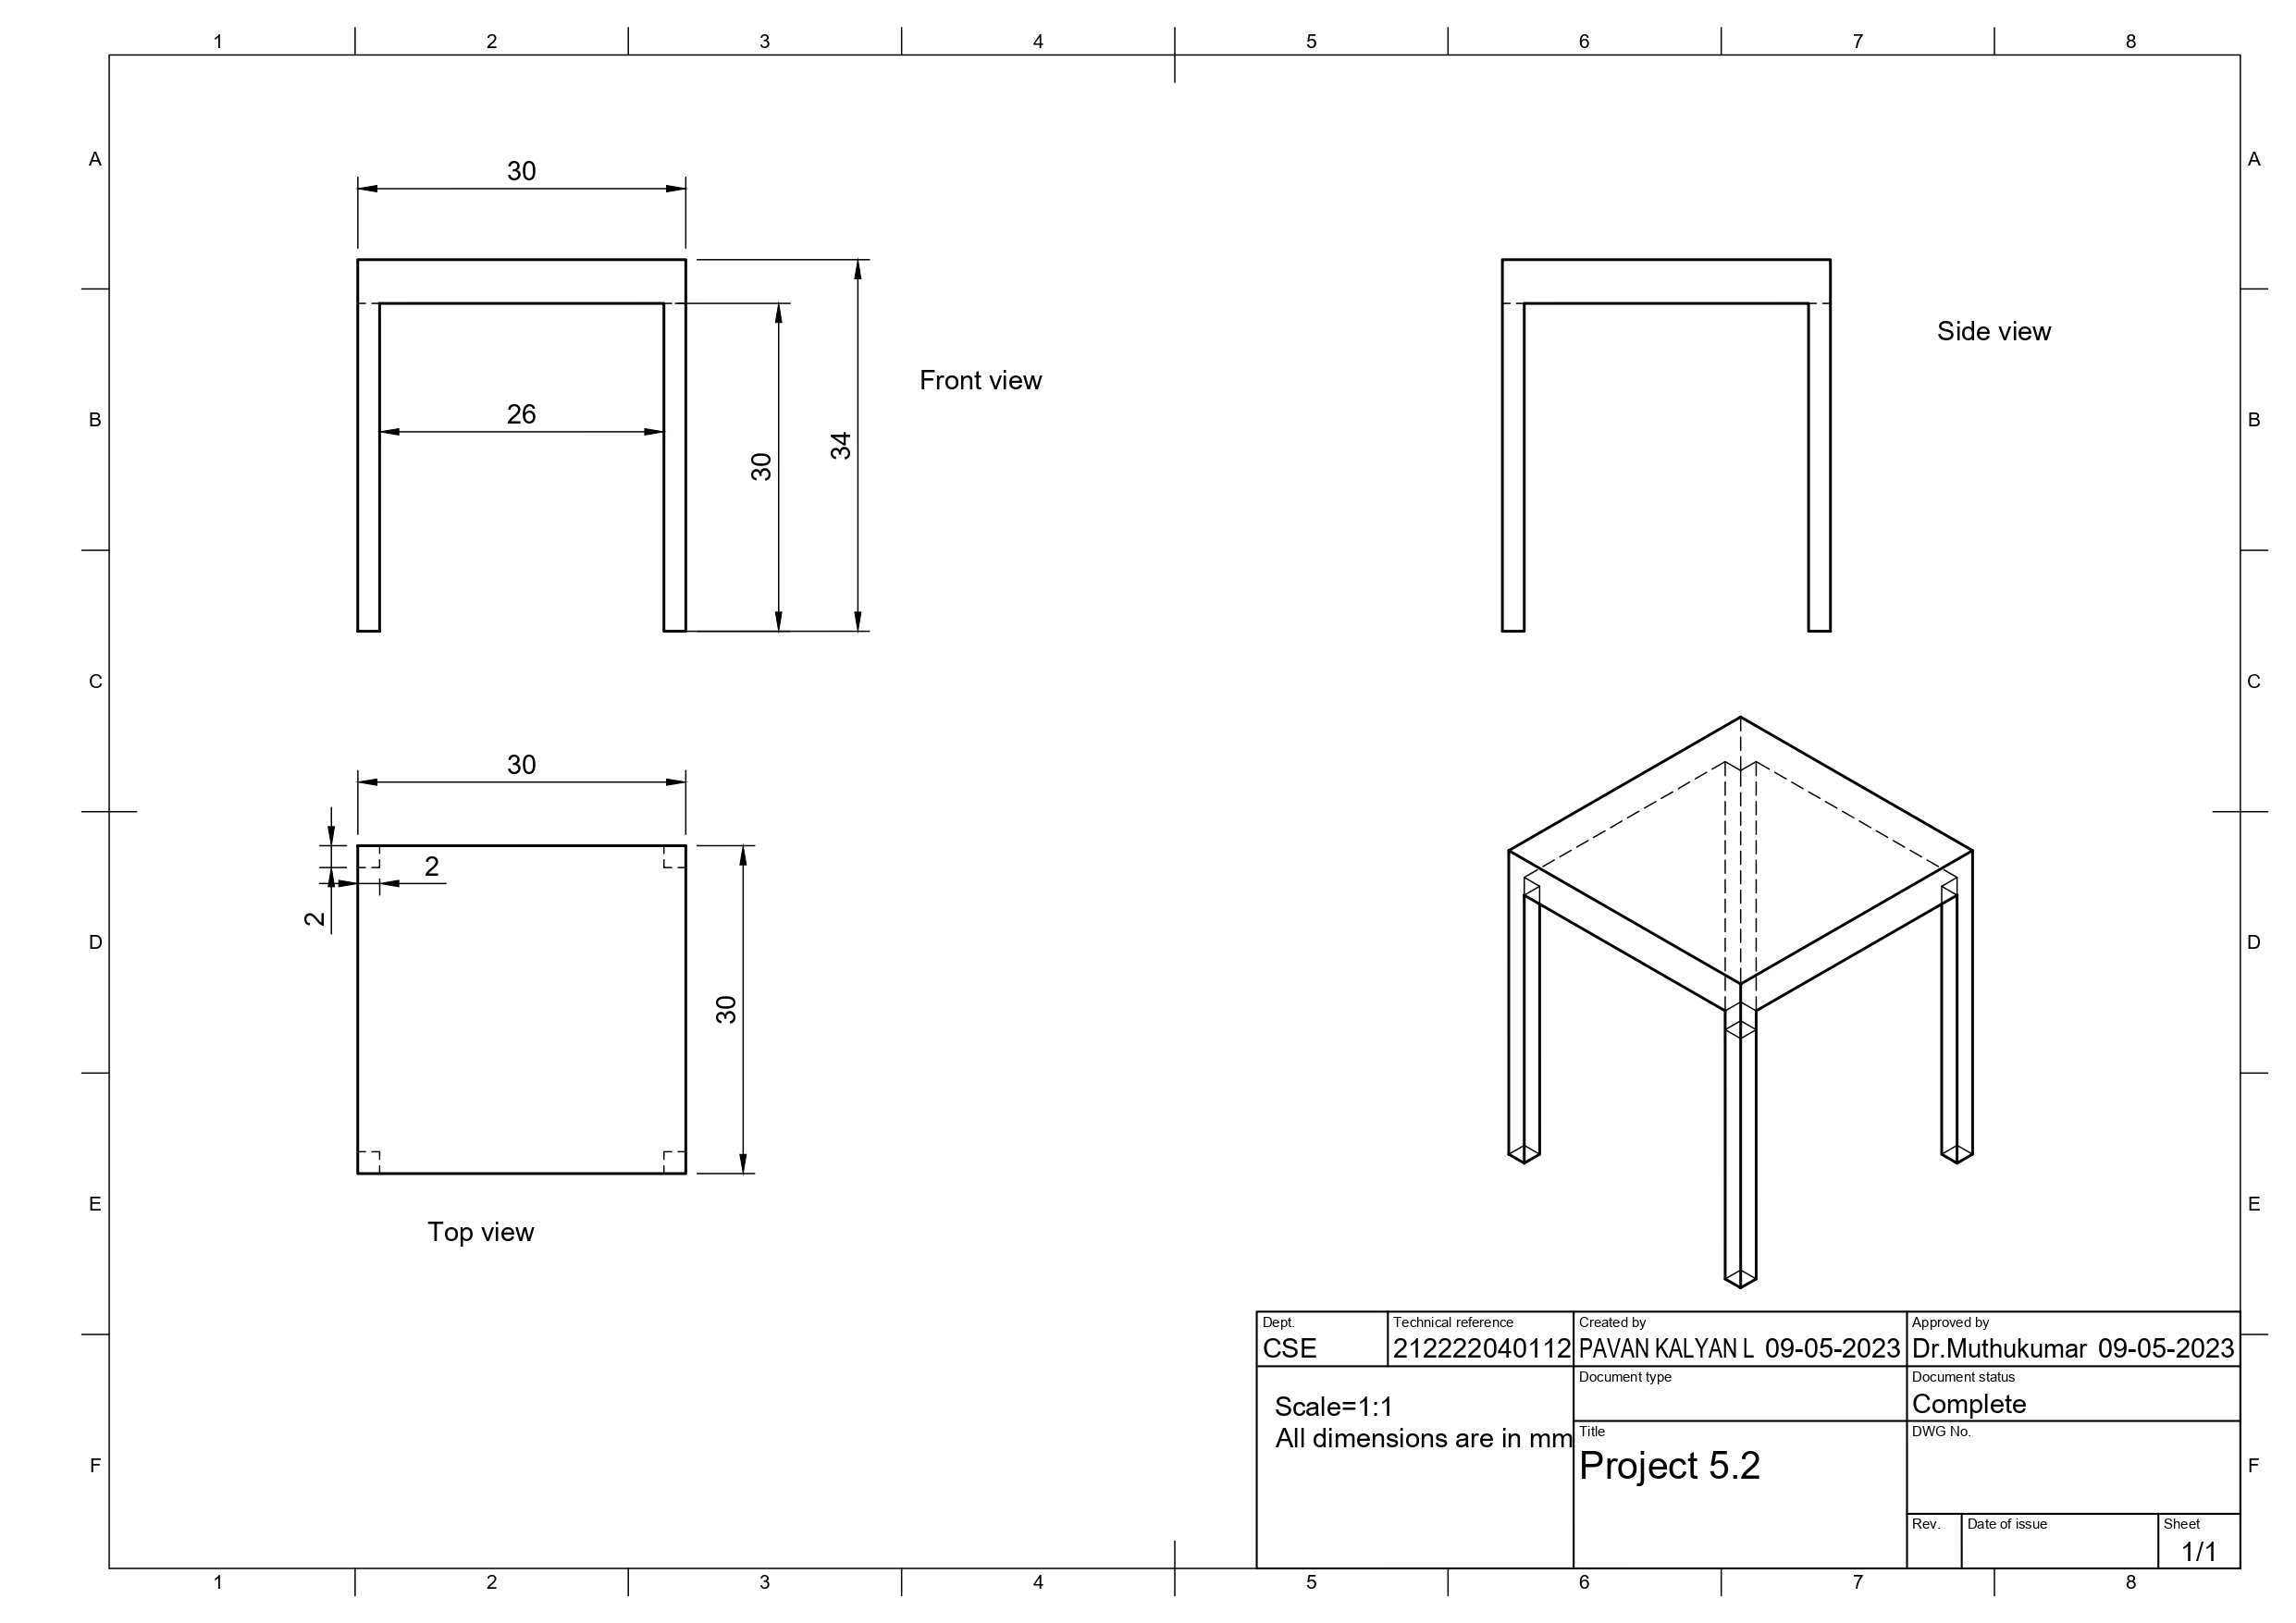 1 2 3 4 5 6 7 8
A A
30
Side view
Front view
26
B B
34
30
C C
30
2
2
D D
30
E E
Top view
Dept. Technical reference Created by Approved by
CSE 212222040112 PAVAN KALYAN L 09-05-2023 Dr.Muthukumar 09-05-2023
Document type Document status
Scale=1:1 Complete
All dimensions are in mm
Title DWG No.
Project 5.2
F F
Rev. Date of issue Sheet
1/1
1 2 3 4 5 6 7 8